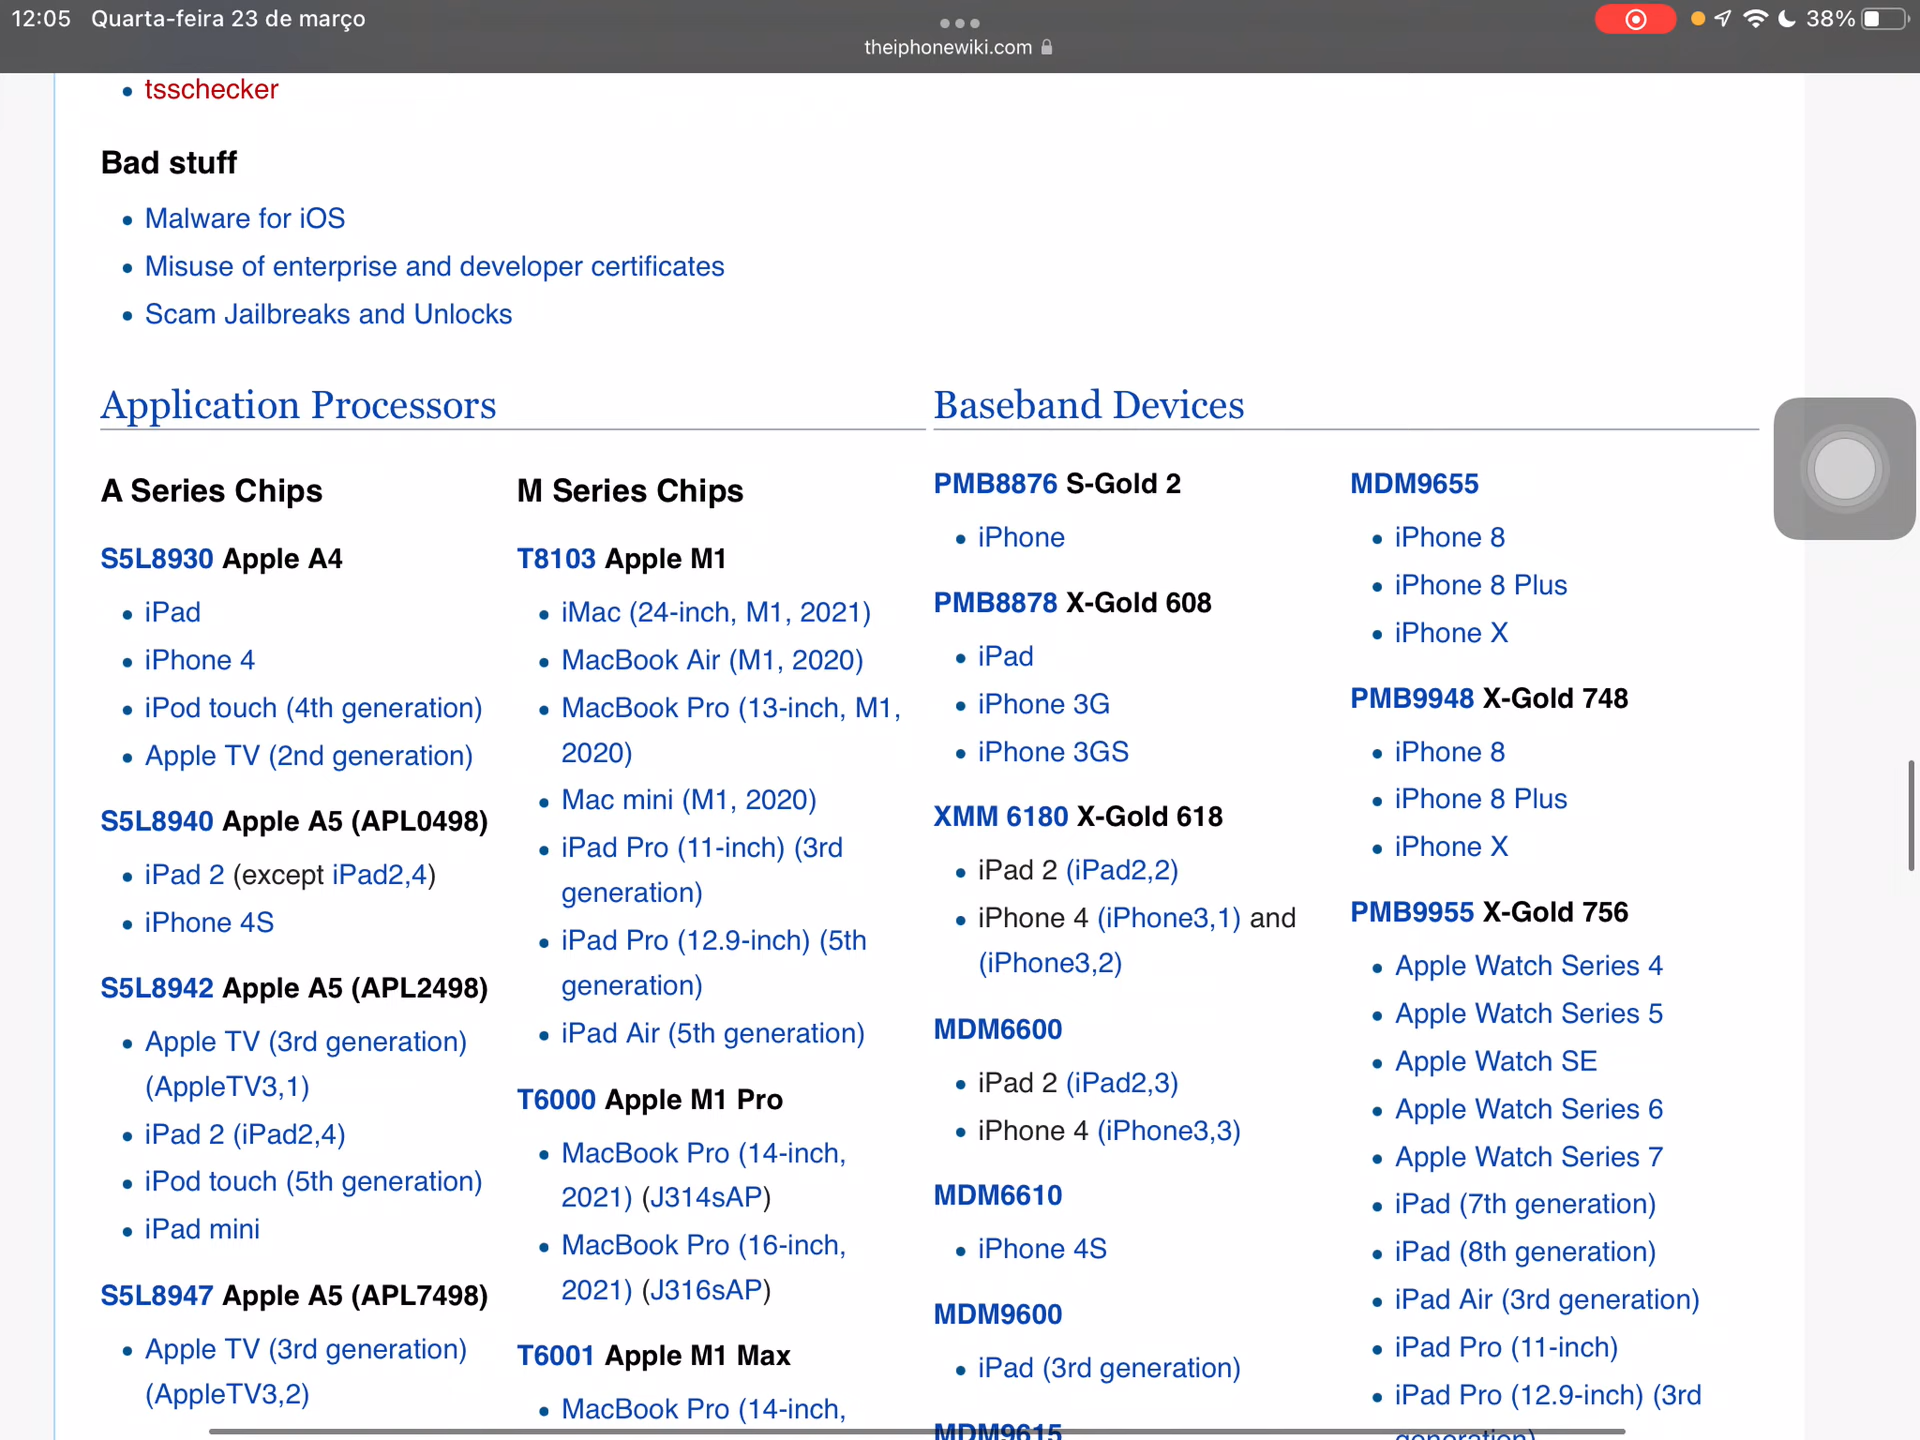 12:05 Quarta-feira 23 de março
38%
theiphonewiki.com
tsschecker
Bad stuff
Malware for iOS
Misuse of enterprise and developer certificates
Scam Jailbreaks and Unlocks
Application Processors
A Series Chips
S5L8930 Apple A4
iPad
iPhone 4
iPod touch (4th generation)
Apple TV (2nd generation)
S5L8940 Apple A5 (APL0498)
iPad 2 (except iPad2,4)
iPhone 4S
S5L8942 Apple A5 (APL2498)
Apple TV (3rd generation)
(AppleTV3,1)
iPad 2 (iPad2,4)
iPod touch (5th generation)
iPad mini
S5L8947 Apple A5 (APL7498)
Apple TV (3rd generation)
(AppleTV3,2)
M Series Chips
T8103 Apple M1
iMac (24-inch, M1, 2021)
MacBook Air (M1, 2020)
MacBook Pro (13-inch, M1,
2020)
Mac mini (M1, 2020)
iPad Pro (11-inch) (3rd
generation)
iPad Pro (12.9-inch) (5th
generation)
iPad Air (5th generation)
T6000 Apple M1 Pro
MacBook Pro (14-inch,
2021) (J314sAP)
MacBook Pro (16-inch,
2021) (J316sAP)
T6001 Apple M1 Max
MacBook Pro (14-inch,
Baseband Devices
PMB8876 S-Gold 2
iPhone
PMB8878 X-Gold 608
iPad
iPhone 3G
iPhone 3GS
XMM 6180 X-Gold 618
iPad 2 (iPad2,2)
iPhone 4 (iPhone3,1) and
(iPhone3,2)
MDM6600
iPad 2 (iPad2,3)
iPhone 4 (iPhone3,3)
MDM6610
iPhone 4S
MDM9600
iPad (3rd generation)
MDM9615
MDM9655
iPhone 8
iPhone 8 Plus
iPhone X
PMB9948 X-Gold 748
iPhone 8
iPhone 8 Plus
iPhone X
PMB9955 X-Gold 756
Apple Watch Series 4
Apple Watch Series 5
Apple Watch SE
Apple Watch Series 6
Apple Watch Series 7
iPad (7th generation)
iPad (8th generation)
iPad Air (3rd generation)
iPad Pro (11-inch)
iPad Pro (12.9-inch) (3rd
generation)